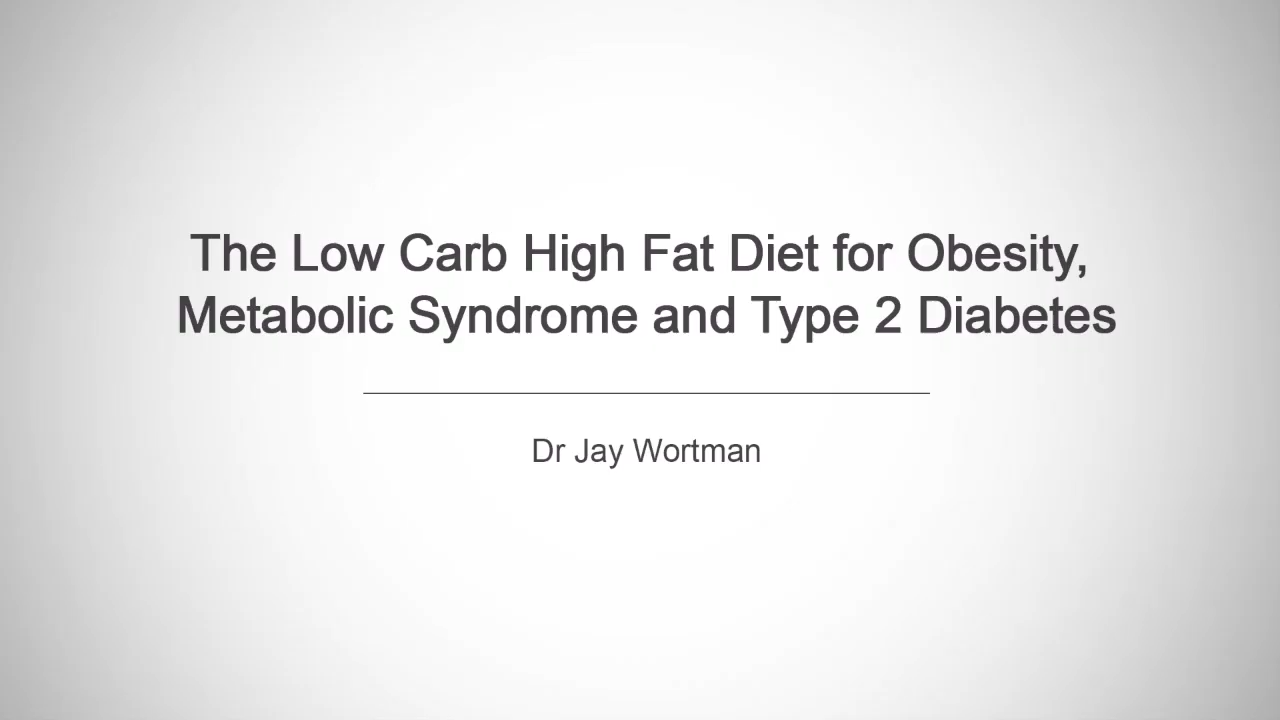 The Low Carb High Fat Diet for Obesity,
Metabolic Syndrome and Type 2 Diabetes
Dr Jay Wortman